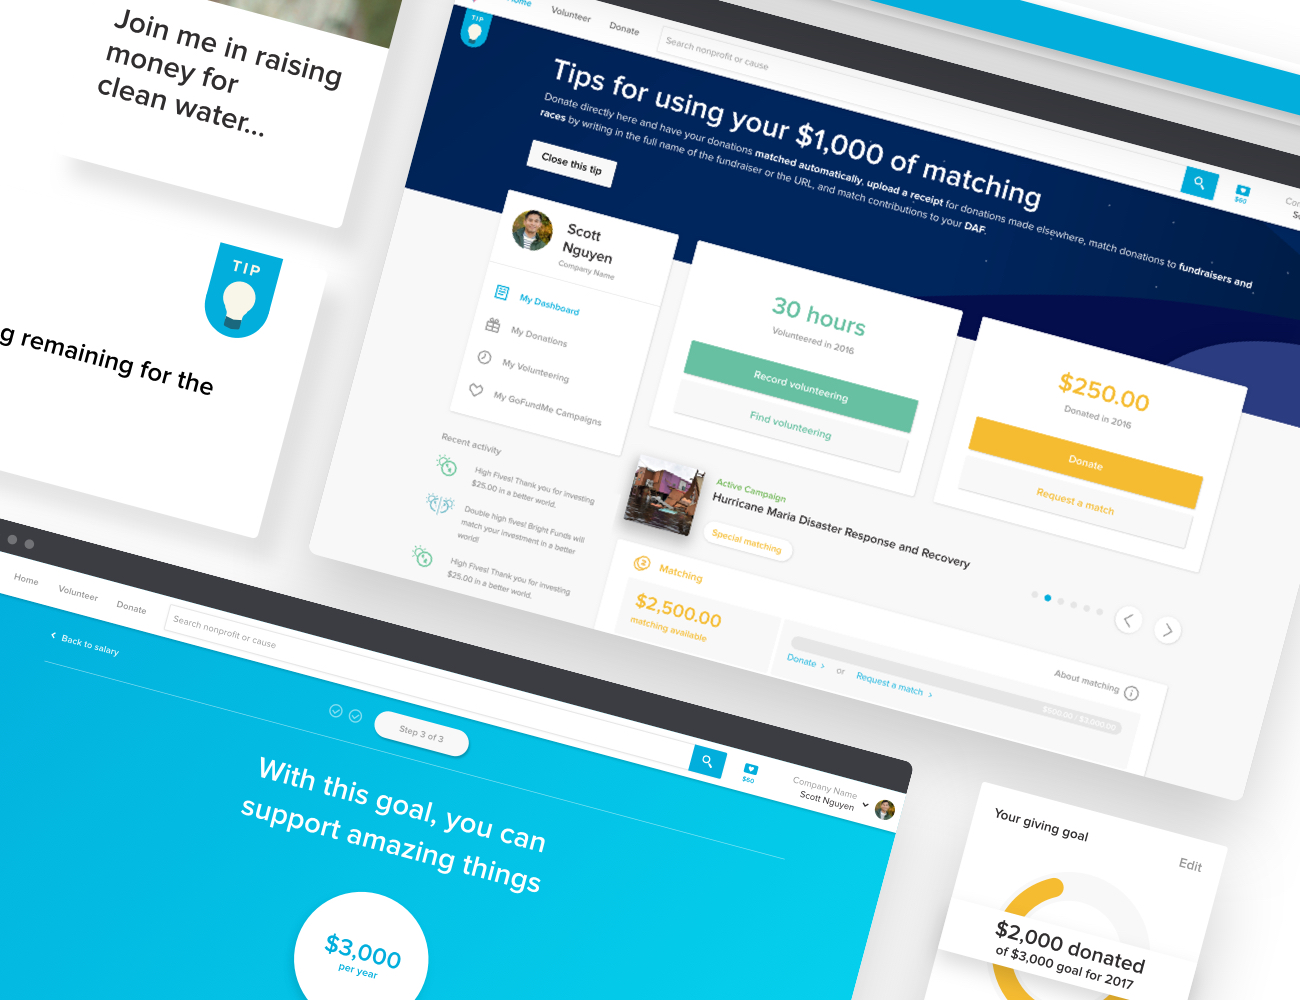 Join me in raising
money for
clean water...
TIP
g remaining for the
Home
Volunteer
Donate
Search nonprofit or cause
$60
TIP
Tips for using your $1,000 of matching
Donate directly here and have your donations matched automatically, upload a receipt for donations made elsewhere, match donations to fundraisers and
races by writing in the full name of the fundraiser or the URL, and match contributions to your DAF.
Close this tip
Scott
Nguyen
Company Name
My Dashboard
My Donations
My Volunteering
My GoFundMe Campaigns
30 hours
Volunteered in 2016
Record volunteering
Find volunteering
$250.00
Donated in 2016
Donate
Request a match
Recent activity
High Fives! Thank you for investing
$25.00 in a better world.
Double high fives! Bright Funds will
match your investment in a better
world!
High Fives! Thank you for investing
$25.00 in a better world.
Active Campaign
Hurricane Maria Disaster Response and Recovery
Special matching
2
Matching
$2,500.00
matching available
About matching
Donate
or
Request a match
Home
Volunteer
Donate
Search nonprofit or cause
$60
Company Name
Scott Nguyen
Back to salary
Step 3 of 3
With this goal, you can
support amazing things
$3,000
per year
Your giving goal
Edit
$2,000 donated
of $3,000 goal for 2017